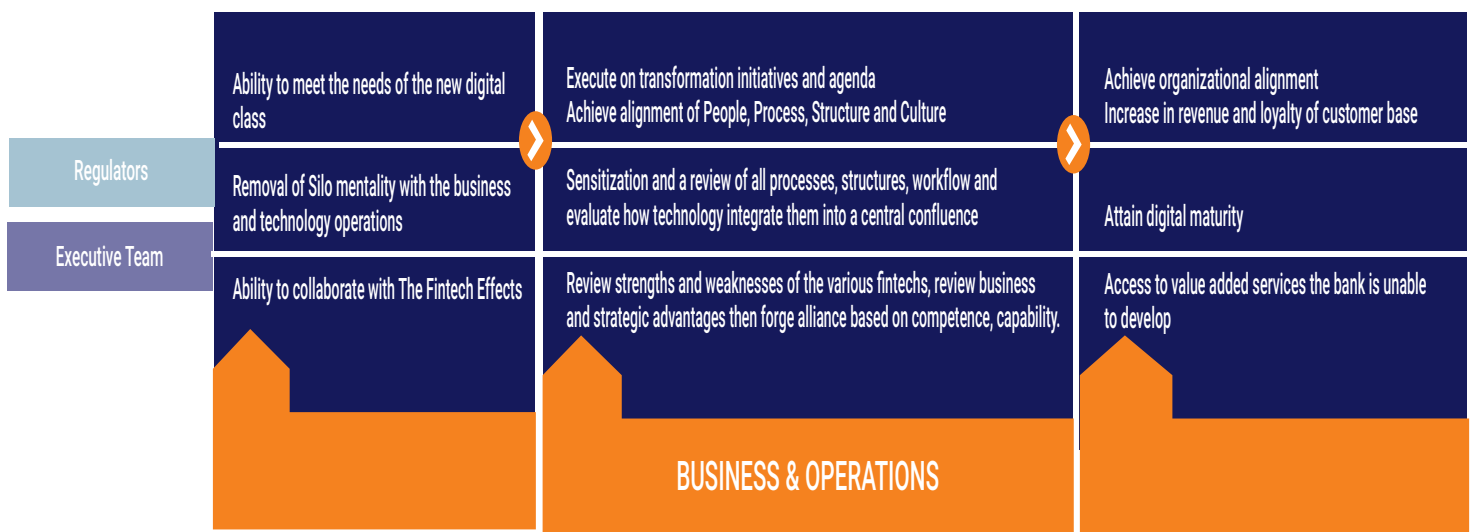 Regulators
Executive Team
Ability to meet the needs of the new digital
class
Execute on transformation initiatives and agenda
Achieve alignment of People, Process, Structure and Culture
Achieve organizational alignment
Increase in revenue and loyalty of customer base
Removal of Silo mentality with the business
and technology operations
Sensitization and a review of all processes, structures, workflow and
evaluate how technology integrate them into a central confluence
Attain digital maturity
Ability to collaborate with The Fintech Effects
Review strengths and weaknesses of the various fintechs, review business
and strategic advantages then forge alliance based on competence, capability.
Access to value added services the bank is unable
to develop
BUSINESS & OPERATIONS